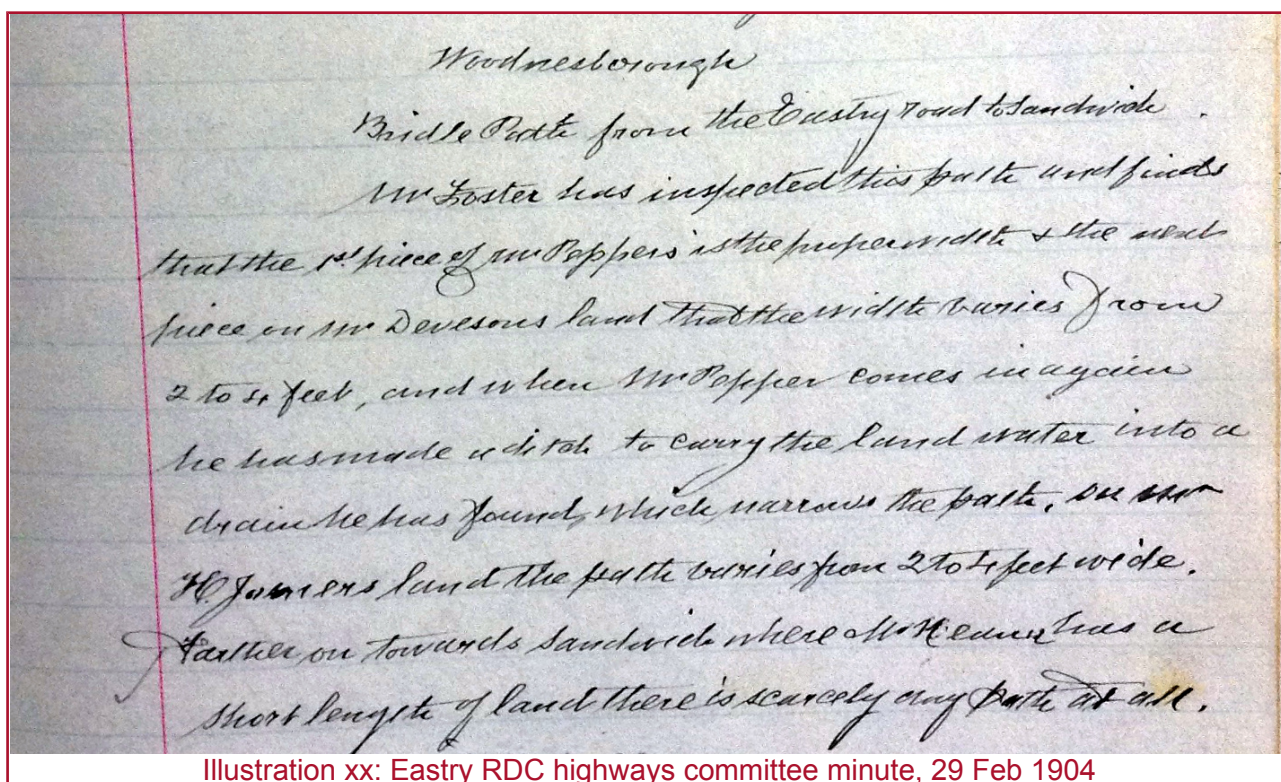 Woodnesborough
Bridle Path from the Eastry road to Sandwich.
Mr Foster has inspected this path and finds
that the 1st piece of Mr Peppers is the proper width & the next
piece on Mr Devesons land that the width varies from
2 to 4 feet, and when Mr Pepper comes in again
he has made a ditch to carry the land water into a
drain he has found, which narrows the path. On Mr
H. land the path varies from 2 to 4 feet wide.
Farther on towards Sandwich where Mr has a
short length of land there is scarcely any path at all.
Illustration xx: Eastry RDC highways committee minute, 29 Feb 1904